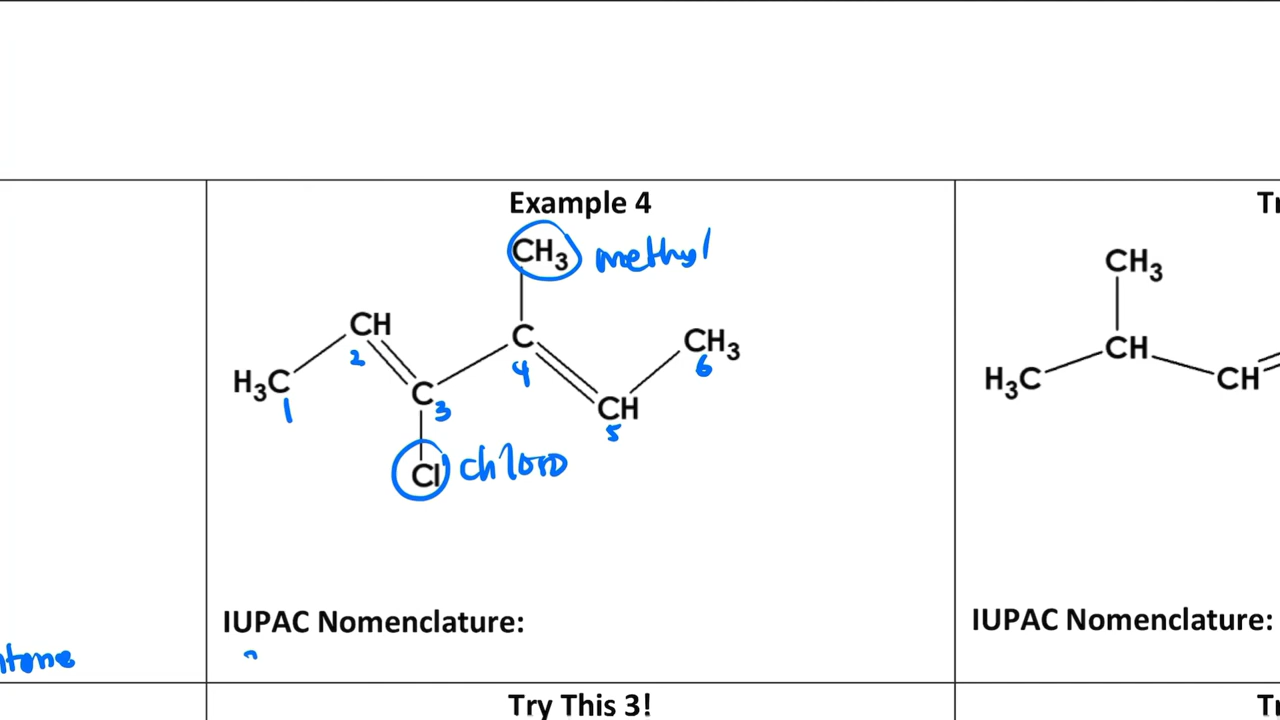 Example 4
CH3 methyl
CH
C
CH3
2
4
6
H3C
C
CH
1
3
5
Cl chloro
IUPAC Nomenclature:
Try This 3!
CH3
CH
H3C
CH
IUPAC Nomenclature: